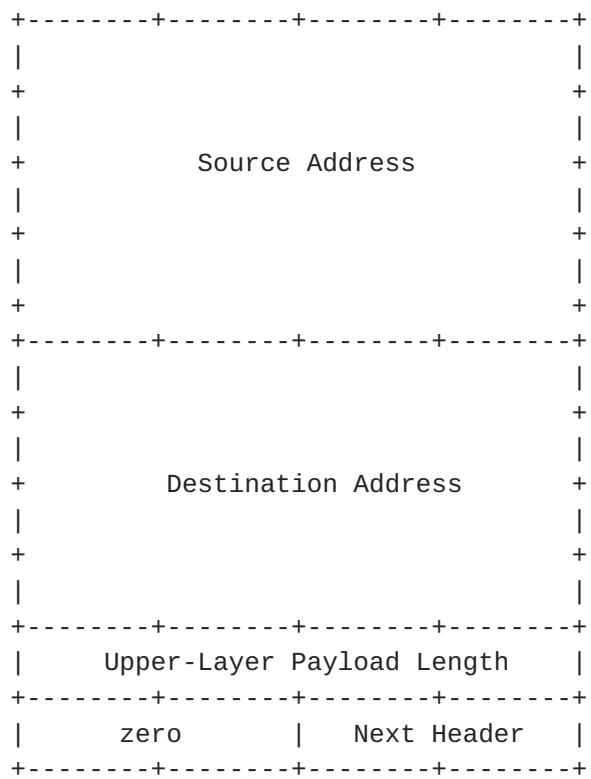 Source Address
Destination Address
Upper-Layer Payload Length
zero | Next Header